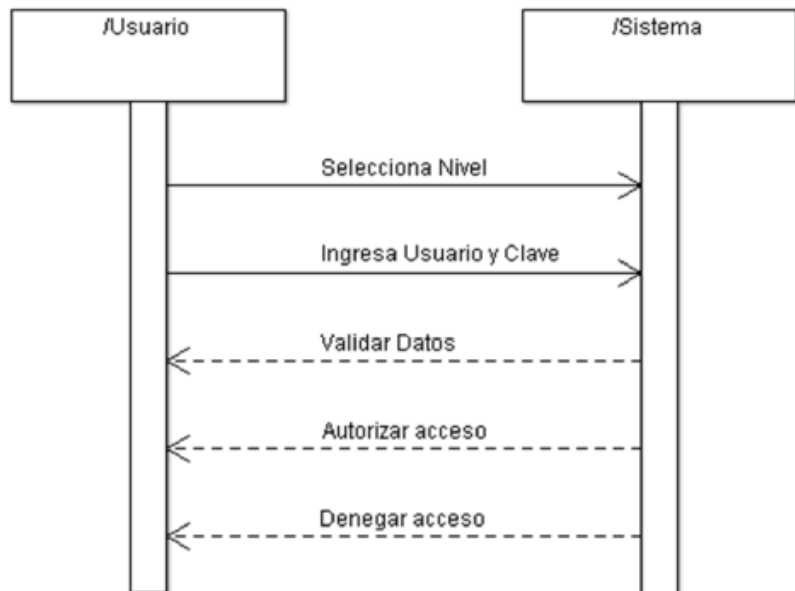 /Usuario
/Sistema
Selecciona Nivel
Ingresa Usuario y Clave
Validar Datos
Autorizar acceso
Denegar acceso